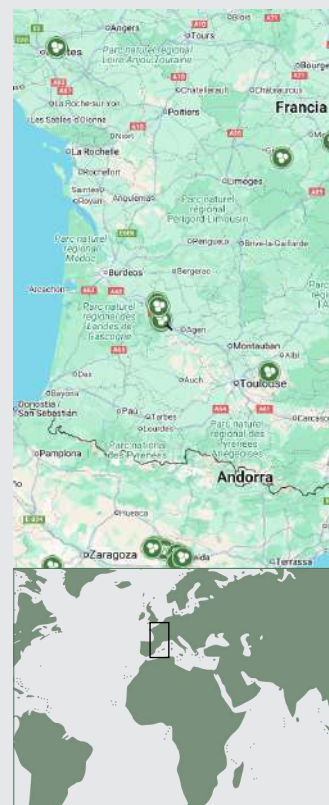 Angers
Tours
Blois
Parc naturel
régional
Loire-Anjou-Touraine
Bourges
Châtellerault
Châteauroux
La Roche-sur-Yon
Les Sables-d'Olonne
Poitiers
Francia
Niort
La Rochelle
Rochefort
Limoges
Saintes
Royan
Angulema
Parc naturel
régional
Périgord-Limousin
Parc naturel
régional
Médoc
Périgueux
Brive-la-Gaillarde
Burdeos
Bergerac
Arcachon
Parc naturel
régional des
Landes de
Gascogne
Agen
Montauban
Albi
Dax
Auch
Toulouse
Bayona
Donostia /
San Sebastián
Pau
Tarbes
Lourdes
Pamplona
Parc national
des Pyrénées
Parc naturel
régional des
Pyrénées
Ariégeoises
Andorra
Huesca
Zaragoza
Terrassa